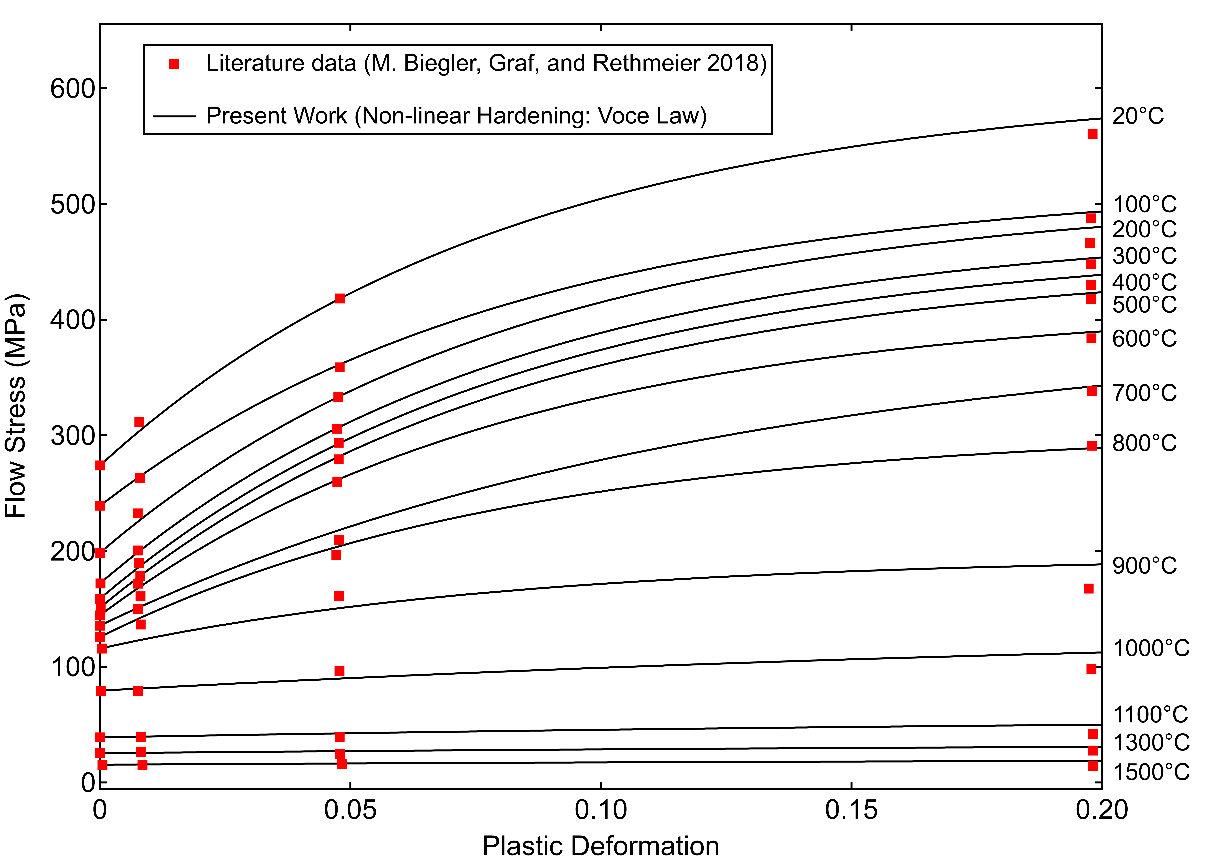 Literature data (M. Biegler, Graf, and Rethmeier 2018)
Present Work (Non-linear Hardening: Voce Law)
Flow Stress (MPa)
600
500
400
300
200
100
0
20°C
100°C
200°C
300°C
400°C
500°C
600°C
700°C
800°C
900°C
1000°C
1100°C
1300°C
1500°C
0 0.05 0.10 0.15 0.20
Plastic Deformation